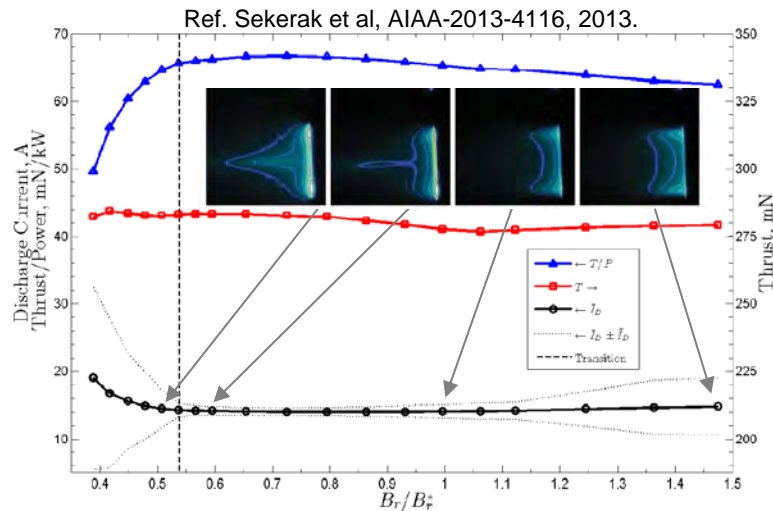 Ref. Sekerak et al, AIAA-2013-4116, 2013.
Discharge Current, A
Thrust/Power, mN/kW
70
60
50
40
30
20
10
350
325
300
275
250
225
200
Thrust, mN
← T/P
T →
← I̅_D
← I̅_D ± Ĩ_D
Transition
0.4 0.5 0.6 0.7 0.8 0.9 1 1.1 1.2 1.3 1.4 1.5
B_r/B_r*